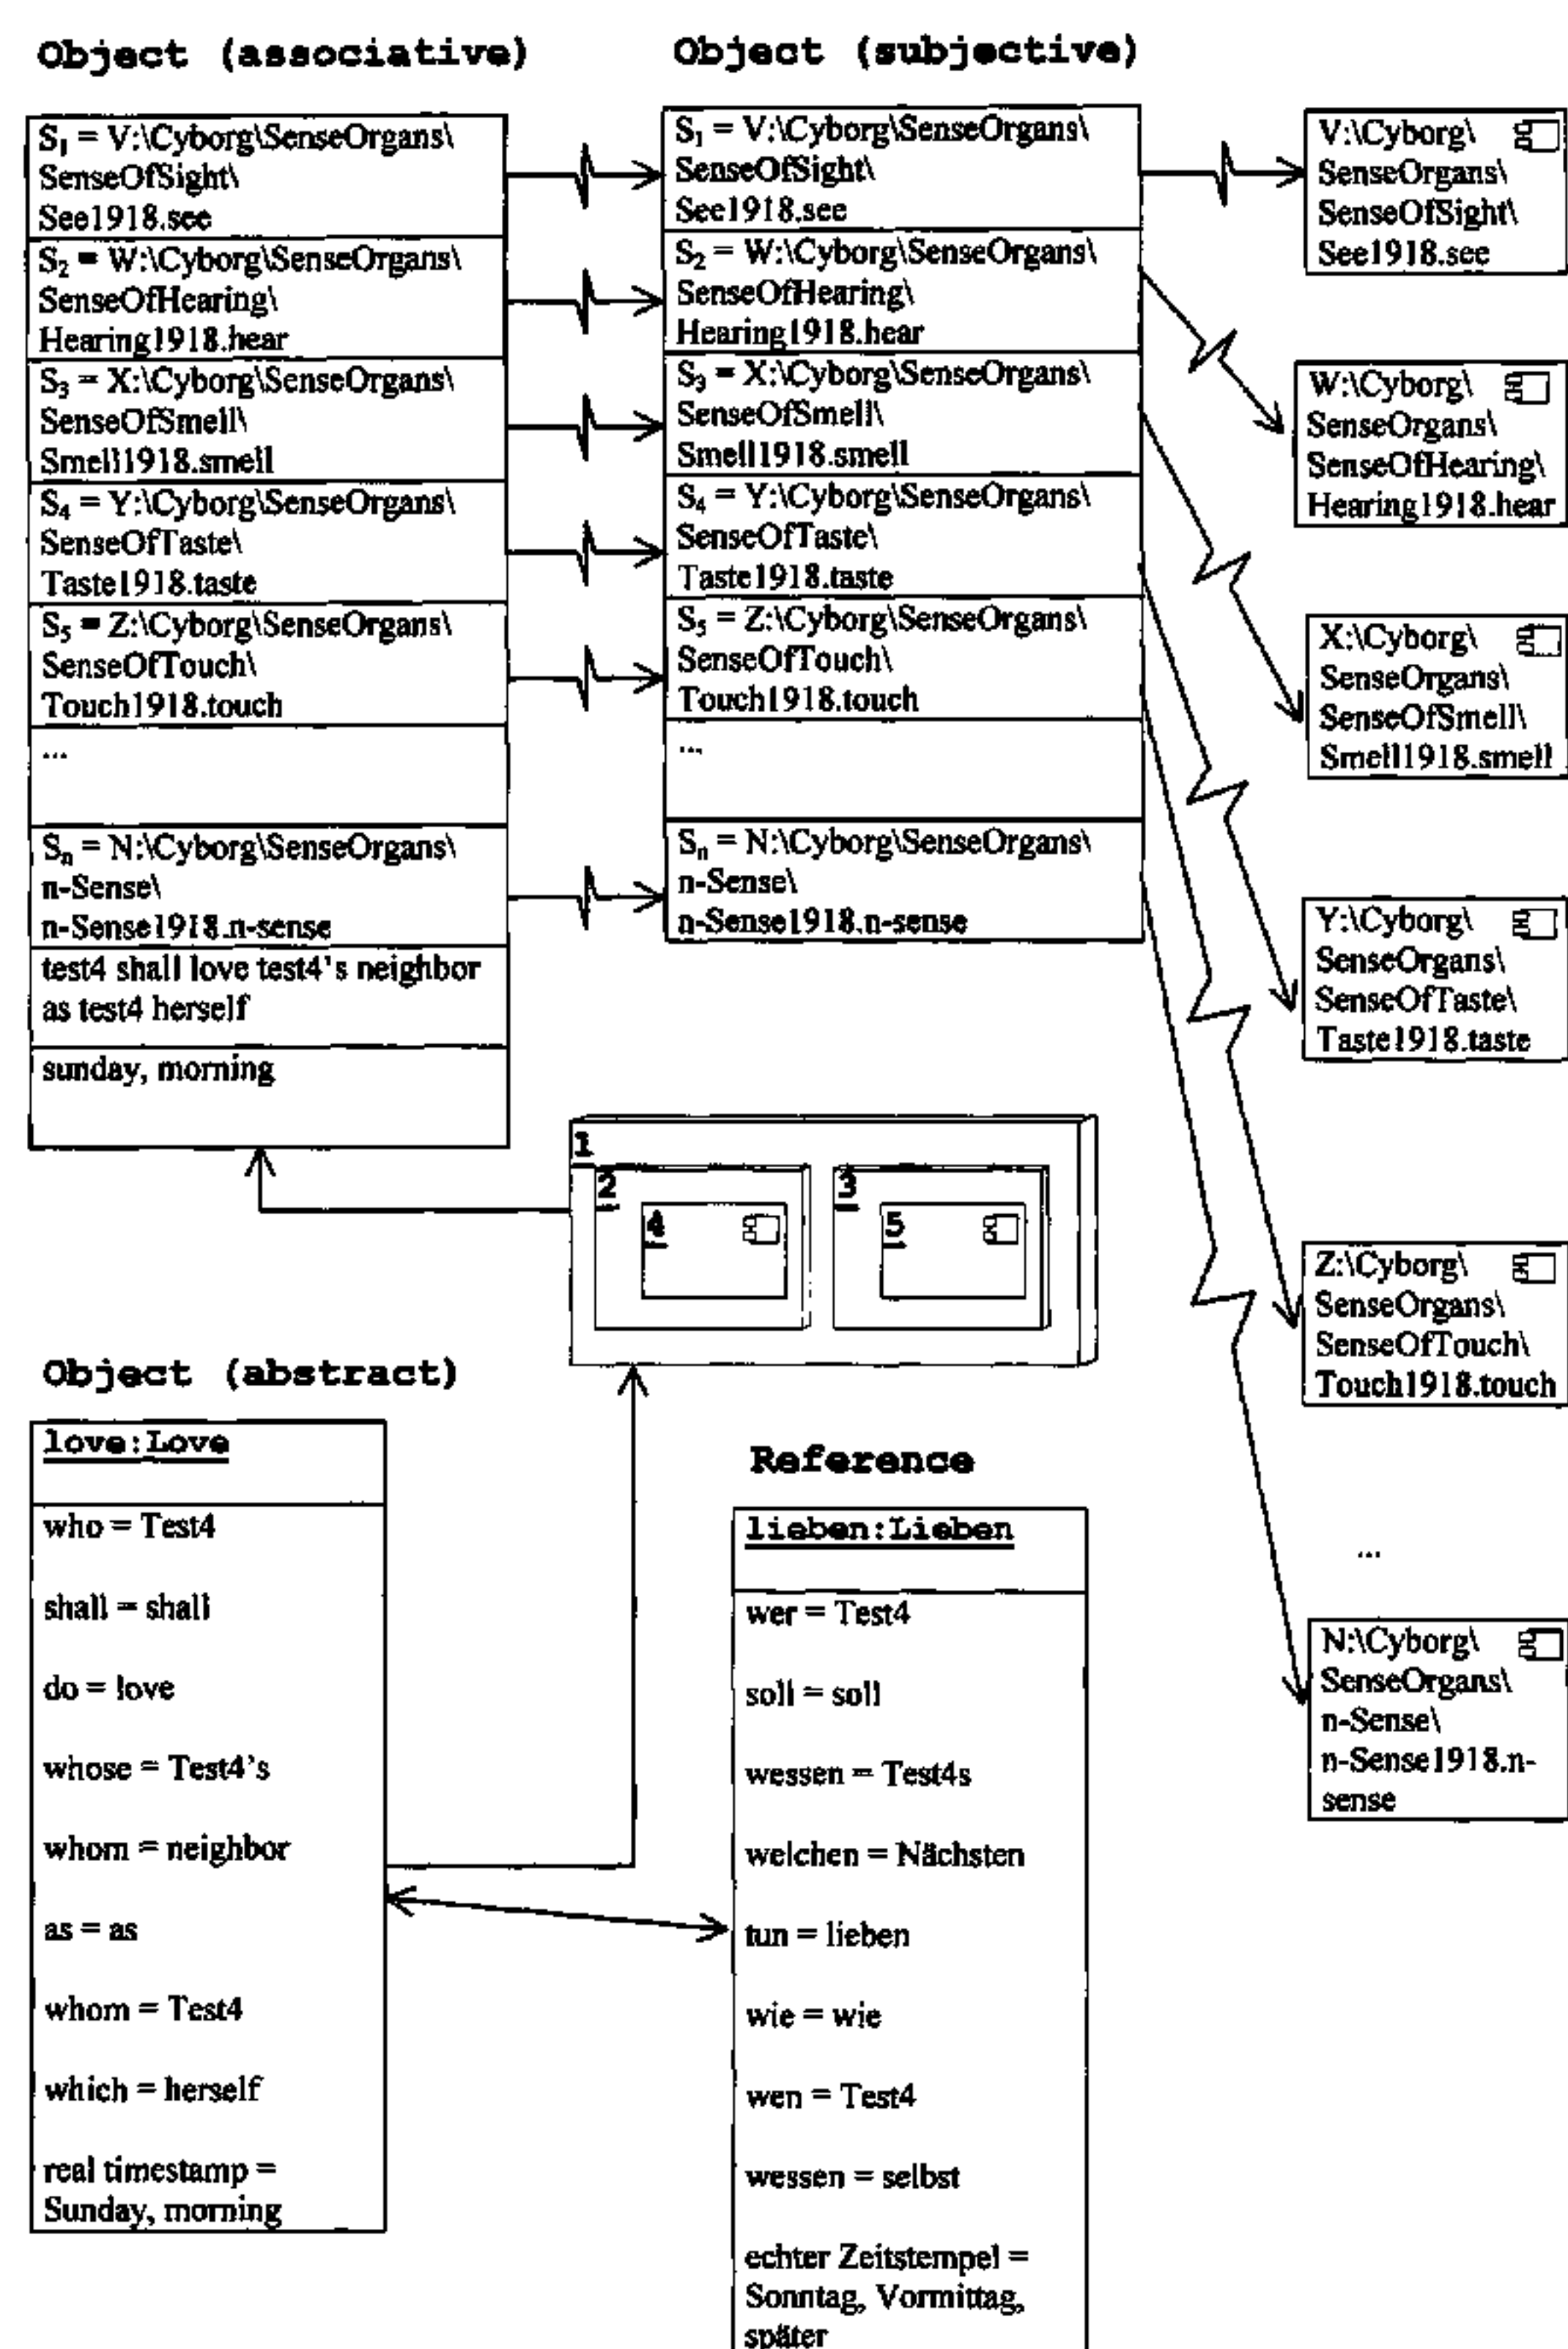 Object (associative)
S1 = V:\Cyborg\SenseOrgans\
SenseOfSight\
See1918.see
S2 = W:\Cyborg\SenseOrgans\
SenseOfHearing\
Hearing1918.hear
S3 = X:\Cyborg\SenseOrgans\
SenseOfSmell\
Smell1918.smell
S4 = Y:\Cyborg\SenseOrgans\
SenseOfTaste\
Taste1918.taste
S5 = Z:\Cyborg\SenseOrgans\
SenseOfTouch\
Touch1918.touch
...
Sn = N:\Cyborg\SenseOrgans\
n-Sense\
n-Sense1918.n-sense
test4 shall love test4's neighbor
as test4 herself
sunday, morning
Object (subjective)
S1 = V:\Cyborg\SenseOrgans\
SenseOfSight\
See1918.see
S2 = W:\Cyborg\SenseOrgans\
SenseOfHearing\
Hearing1918.hear
S3 = X:\Cyborg\SenseOrgans\
SenseOfSmell\
Smell1918.smell
S4 = Y:\Cyborg\SenseOrgans\
SenseOfTaste\
Taste1918.taste
S5 = Z:\Cyborg\SenseOrgans\
SenseOfTouch\
Touch1918.touch
...
Sn = N:\Cyborg\SenseOrgans\
n-Sense\
n-Sense1918.n-sense
V:\Cyborg\
SenseOrgans\
SenseOfSight\
See1918.see
W:\Cyborg\
SenseOrgans\
SenseOfHearing\
Hearing1918.hear
X:\Cyborg\
SenseOrgans\
SenseOfSmell\
Smell1918.smell
Y:\Cyborg\
SenseOrgans\
SenseOfTaste\
Taste1918.taste
Z:\Cyborg\
SenseOrgans\
SenseOfTouch\
Touch1918.touch
...
N:\Cyborg\
SenseOrgans\
n-Sense\
n-Sense1918.n-
sense
1
2
3
4
5
Object (abstract)
love:Love
who = Test4
shall = shall
do = love
whose = Test4's
whom = neighbor
as = as
whom = Test4
which = herself
real timestamp =
Sunday, morning
Reference
lieben:Lieben
wer = Test4
soll = soll
wessen = Test4s
welchen = Nächsten
tun = lieben
wie = wie
wen = Test4
wessen = selbst
echter Zeitstempel =
Sonntag, Vormittag,
später